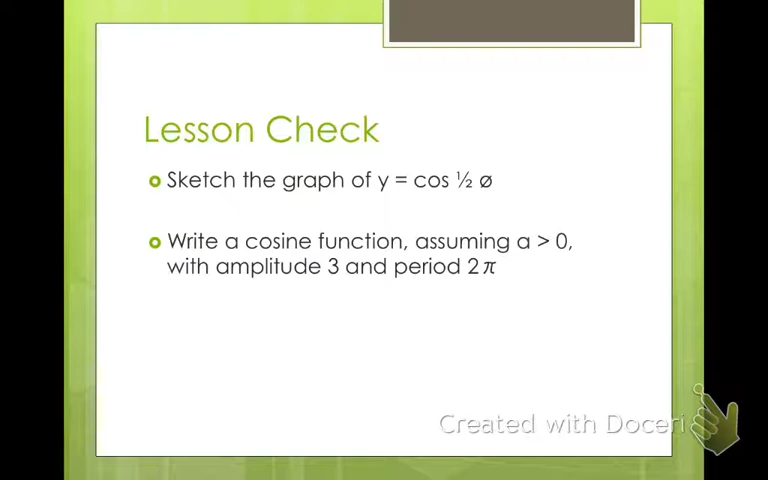 Lesson Check
Sketch the graph of y = cos ½ ø
Write a cosine function, assuming a > 0,
with amplitude 3 and period 2π
Created with Doceri